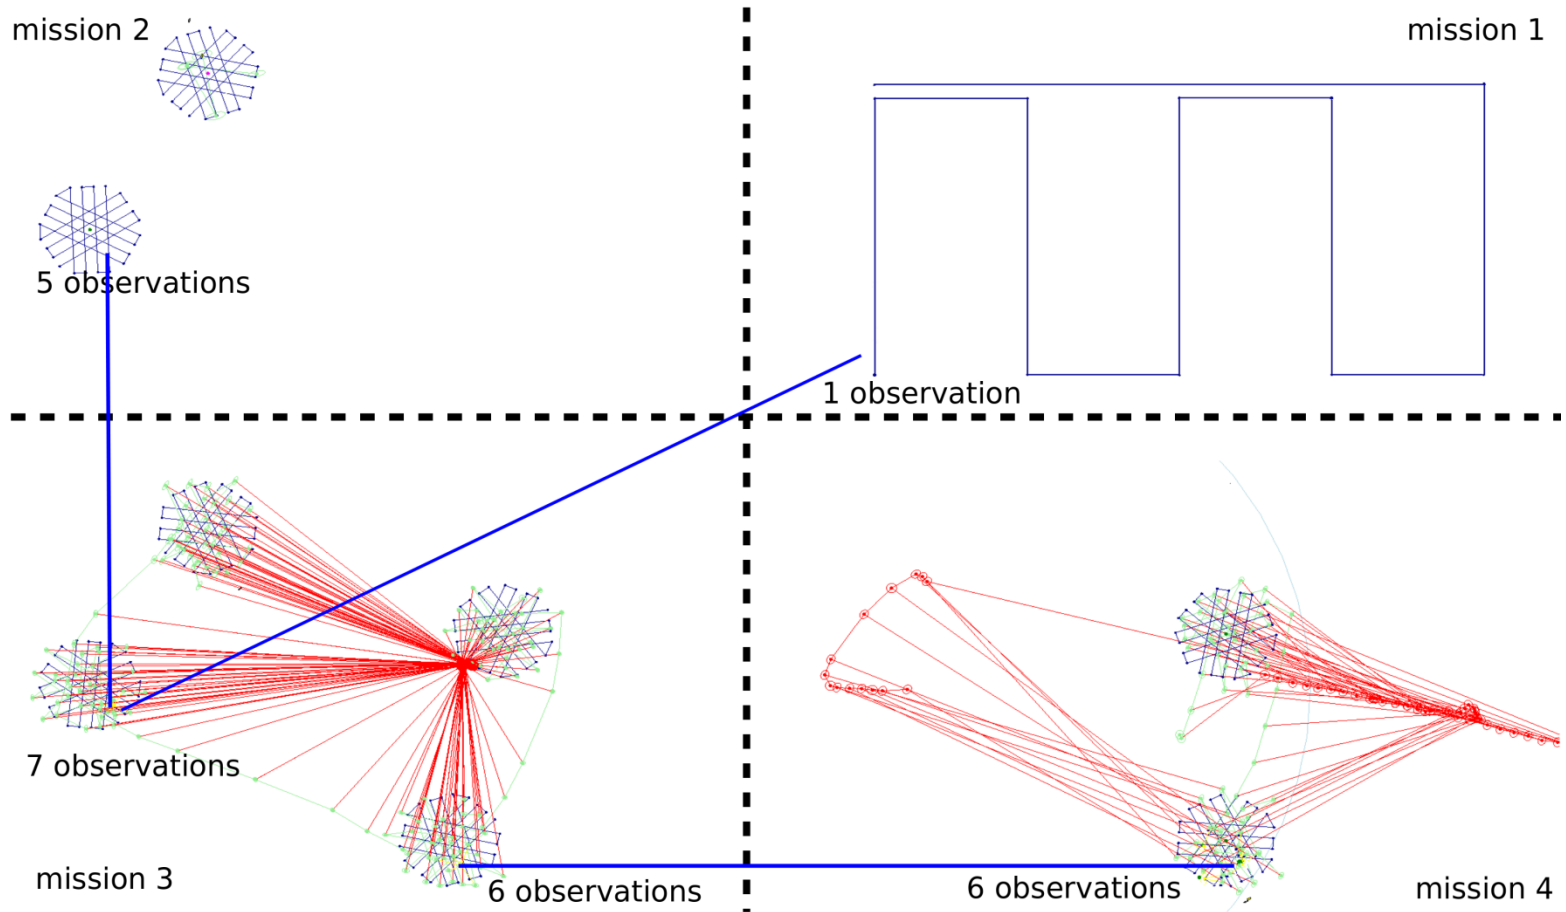 mission 2
mission 1
5 observations
1 observation
7 observations
mission 3
6 observations
6 observations
mission 4